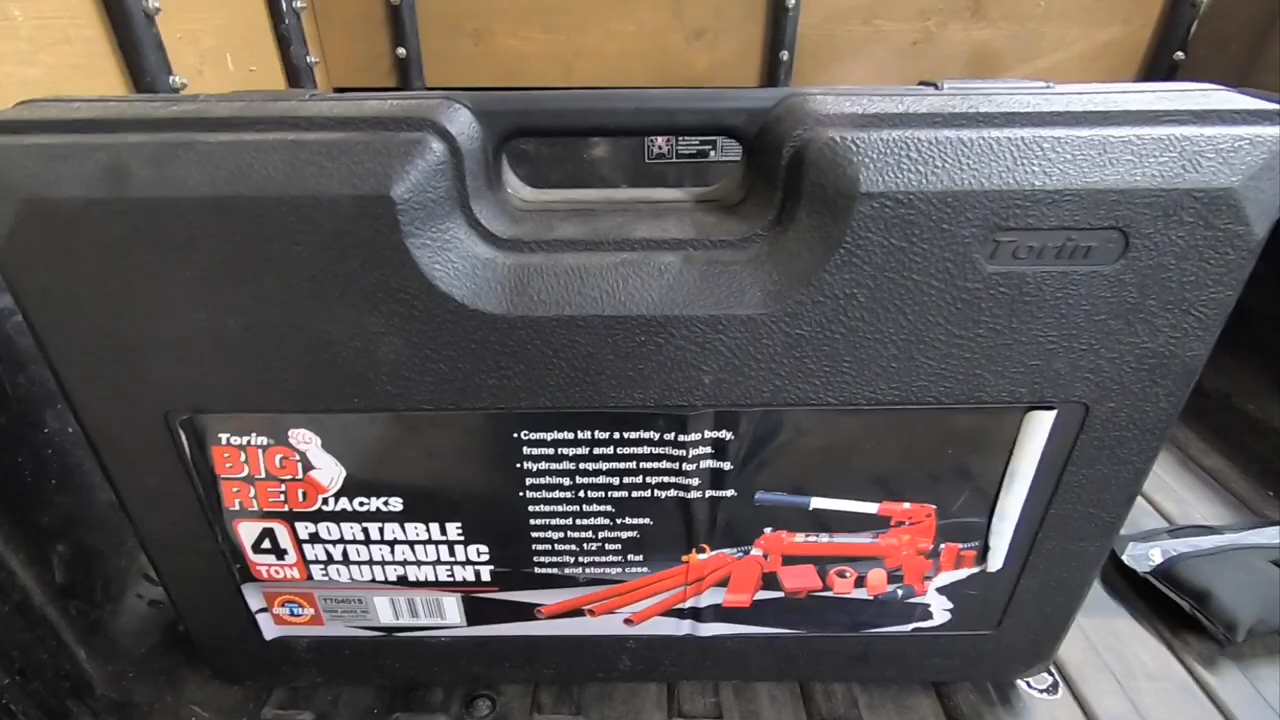 Torin
Torin
BIG
RED
JACKS
4
TON
PORTABLE
HYDRAULIC
EQUIPMENT
ONE YEAR
T70401S
TORIN JACKS, INC.
• Complete kit for a variety of auto body,
frame repair and construction jobs.
• Hydraulic equipment needed for lifting,
pushing, bending and spreading.
• Includes: 4 ton ram and hydraulic pump,
extension tubes,
serrated saddle, v-base,
wedge head, plunger,
ram toes, 1/2" ton
capacity spreader, flat
base, and storage case.